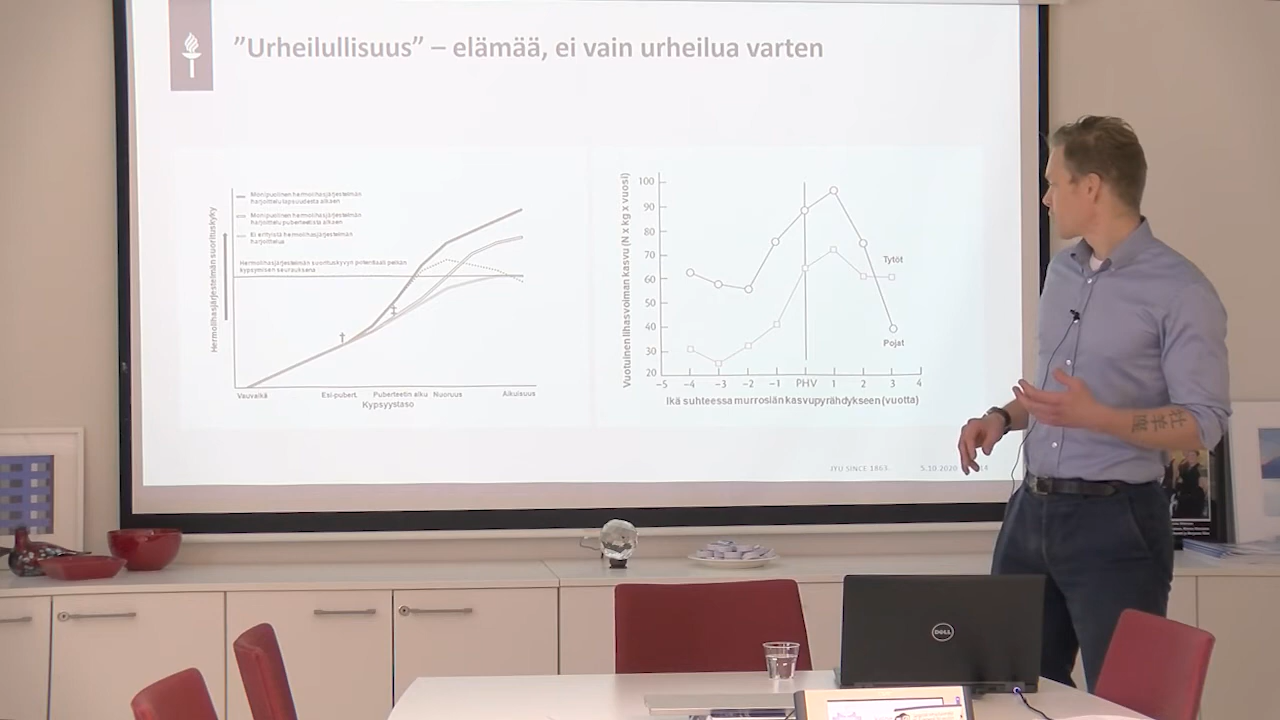 ”Urheilullisuus” – elämää, ei vain urheilua varten
Monipuolinen hermolihasjärjestelmän
harjoittelu lapsuudesta alkaen
Monipuolinen hermolihasjärjestelmän
harjoittelu puberteetista alkaen
Ei erityistä hermolihasjärjestelmän
harjoittelua
Hermolihasjärjestelmän suorituskyvyn potentiaali pelkän
kypsymisen seurauksena
Hermolihasjärjestelmän suorituskyky
†
‡
Vauvaikä Esi-pubert. Puberteetin alku Nuoruus Aikuisuus
Kypsyystaso
Vuotuinen lihasvoiman kasvu (N x kg x vuosi)
100
90
80
70
60
50
40
30
20
Tytöt
Pojat
–5 –4 –3 –2 –1 PHV 1 2 3 4
Ikä suhteessa murrosiän kasvupyrähdykseen (vuotta)
JYU SINCE 1863. 5.10.2020 14
DELL